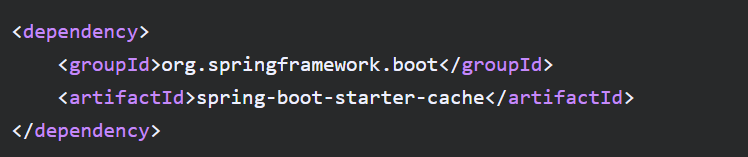 <dependency>
    <groupId>org.springframework.boot</groupId>
    <artifactId>spring-boot-starter-cache</artifactId>
</dependency>